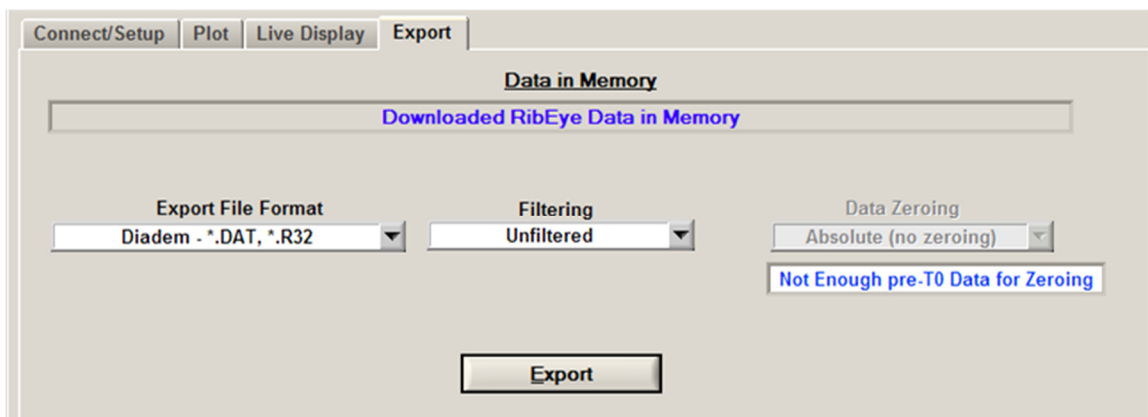 Connect/Setup Plot Live Display Export
Data in Memory
Downloaded RibEye Data in Memory
Export File Format Filtering Data Zeroing
Diadem - *.DAT, *.R32 Unfiltered Absolute (no zeroing)
Not Enough pre-T0 Data for Zeroing
Export